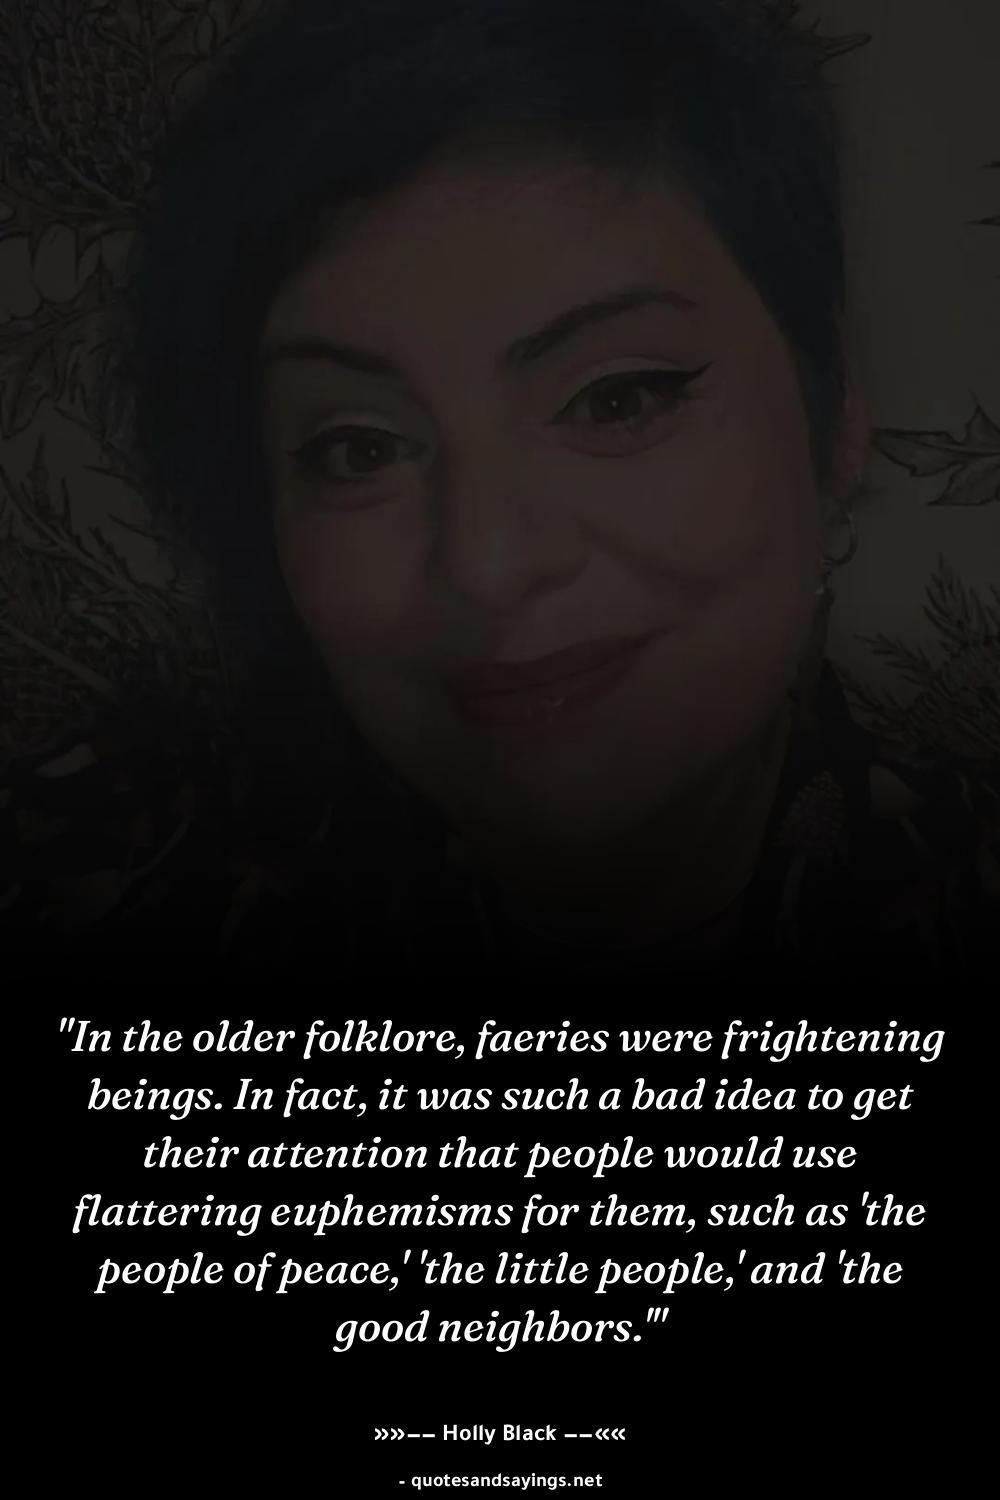 "In the older folklore, faeries were frightening
beings. In fact, it was such a bad idea to get
their attention that people would use
flattering euphemisms for them, such as 'the
people of peace,' 'the little people,' and 'the
good neighbors.'"
»»–– Holly Black ––««
- quotesandsayings.net